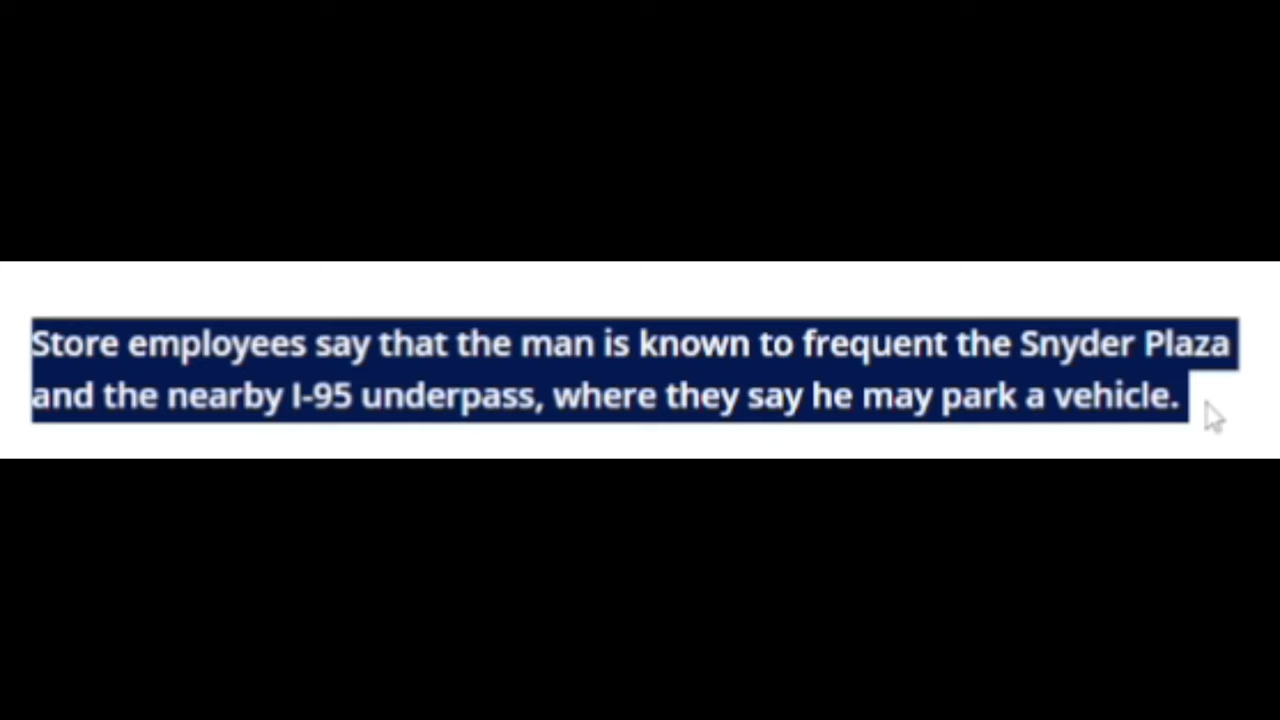 Store employees say that the man is known to frequent the Snyder Plaza
and the nearby I-95 underpass, where they say he may park a vehicle.